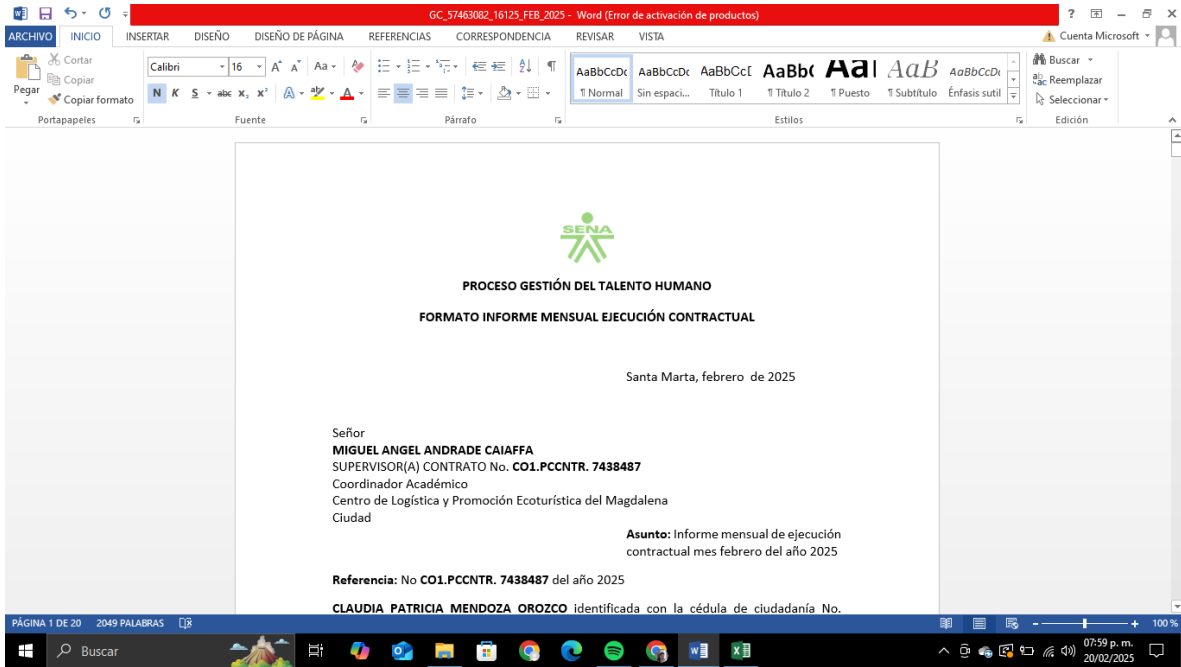 GC_57463082_16125_FEB_2025 - Word (Error de activación de productos)
ARCHIVO INICIO INSERTAR DISEÑO DISEÑO DE PÁGINA REFERENCIAS CORRESPONDENCIA REVISAR VISTA Cuenta Microsoft
Pegar
Cortar
Copiar
Copiar formato
Portapapeles
Calibri 16
N K S abc x₂ x²
Fuente
Párrafo
AaBbCcDc AaBbCcDc AaBbCcD AaBb( AaI AaB AaBbCcDc
¶ Normal Sin espaci... Título 1 ¶ Título 2 ¶ Puesto ¶ Subtítulo Énfasis sutil
Estilos
Buscar
Reemplazar
Seleccionar
Edición
SENA
PROCESO GESTIÓN DEL TALENTO HUMANO
FORMATO INFORME MENSUAL EJECUCIÓN CONTRACTUAL
Santa Marta, febrero de 2025
Señor
MIGUEL ANGEL ANDRADE CAIAFFA
SUPERVISOR(A) CONTRATO No. CO1.PCCNTR. 7438487
Coordinador Académico
Centro de Logística y Promoción Ecoturística del Magdalena
Ciudad
Asunto: Informe mensual de ejecución
contractual mes febrero del año 2025
Referencia: No CO1.PCCNTR. 7438487 del año 2025
CLAUDIA PATRICIA MENDOZA OROZCO identificada con la cédula de ciudadanía No.
PÁGINA 1 DE 20 2049 PALABRAS 100 %
Buscar
07:59 p. m.
20/02/2025